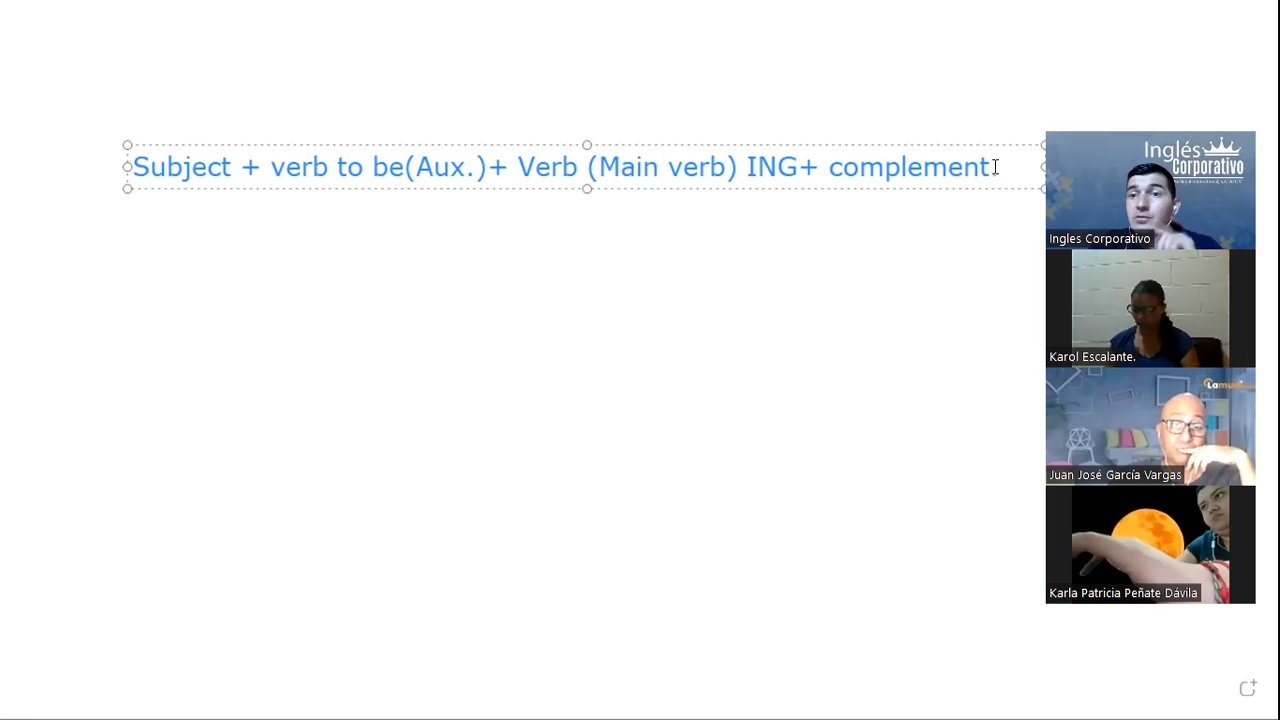 Subject + verb to be(Aux.)+ Verb (Main verb) ING+ complement.
Inglés
Corporativo
Ingles Corporativo
Karol Escalante.
Juan José García Vargas
Karla Patricia Peñate Dávila